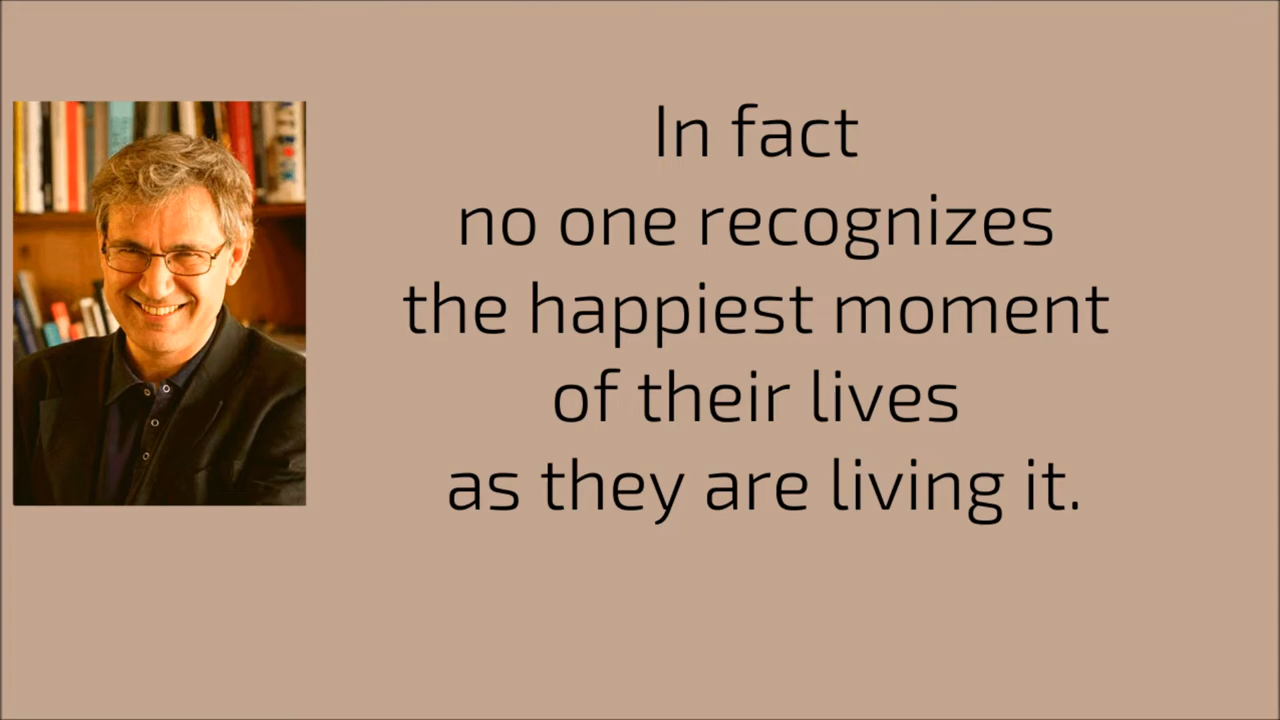 In fact
no one recognizes
the happiest moment
of their lives
as they are living it.